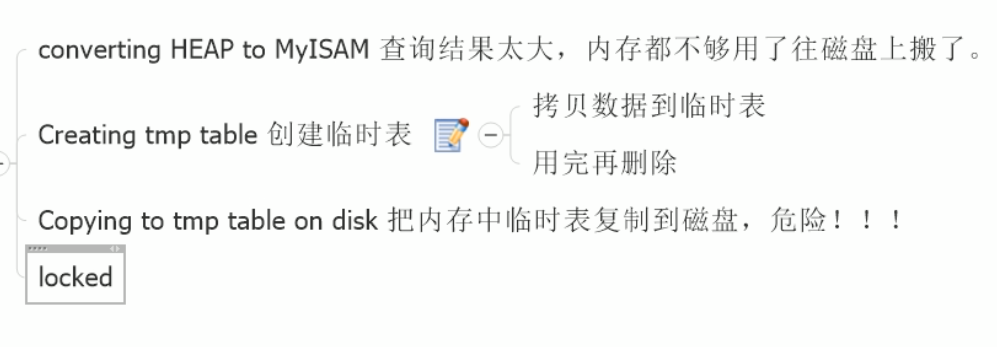 converting HEAP to MyISAM 查询结果太大，内存都不够用了往磁盘上搬了。
Creating tmp table 创建临时表
拷贝数据到临时表
用完再删除
Copying to tmp table on disk 把内存中临时表复制到磁盘，危险！！！
locked